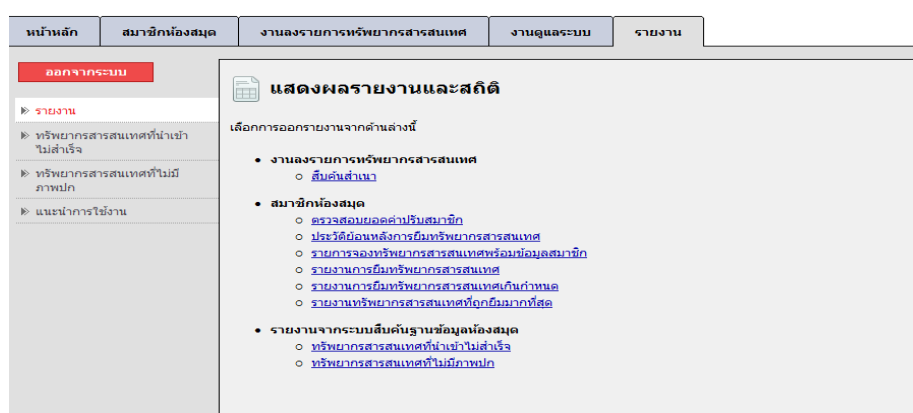 หน้าหลัก
สมาชิกห้องสมุด
งานลงรายการทรัพยากรสารสนเทศ
งานดูแลระบบ
รายงาน
ออกจากระบบ
รายงาน
ทรัพยากรสารสนเทศที่นำเข้า
ไม่สำเร็จ
ทรัพยากรสารสนเทศที่ไม่มี
ภาพปก
แนะนำการใช้งาน
แสดงผลรายงานและสถิติ
เลือกการออกรายงานจากด้านล่างนี้
งานลงรายการทรัพยากรสารสนเทศ
สืบค้นสำเนา
สมาชิกห้องสมุด
ตรวจสอบยอดค่าปรับสมาชิก
ประวัติย้อนหลังการยืมทรัพยากรสารสนเทศ
รายการจองทรัพยากรสารสนเทศพร้อมข้อมูลสมาชิก
รายงานการยืมทรัพยากรสารสนเทศ
รายงานการยืมทรัพยากรสารสนเทศเกินกำหนด
รายงานทรัพยากรสารสนเทศที่ถูกยืมมากที่สุด
รายงานจากระบบสืบค้นฐานข้อมูลห้องสมุด
ทรัพยากรสารสนเทศที่นำเข้าไม่สำเร็จ
ทรัพยากรสารสนเทศที่ไม่มีภาพปก